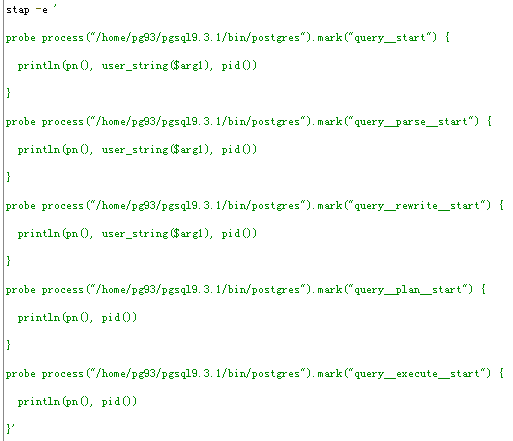 stap -e '
probe process("/home/pg93/pgsql9.3.1/bin/postgres").mark("query__start") {
println(pn(), user_string($arg1), pid())
}
probe process("/home/pg93/pgsql9.3.1/bin/postgres").mark("query__parse__start") {
println(pn(), user_string($arg1), pid())
}
probe process("/home/pg93/pgsql9.3.1/bin/postgres").mark("query__rewrite__start") {
println(pn(), user_string($arg1), pid())
}
probe process("/home/pg93/pgsql9.3.1/bin/postgres").mark("query__plan__start") {
println(pn(), pid())
}
probe process("/home/pg93/pgsql9.3.1/bin/postgres").mark("query__execute__start") {
println(pn(), pid())
}'